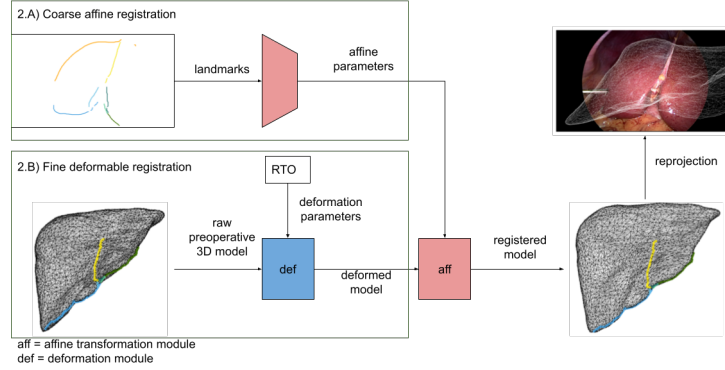 2.A) Coarse affine registration
landmarks
affine
parameters
2.B) Fine deformable registration
RTO
deformation
parameters
raw
preoperative
3D model
def
deformed
model
aff
registered
model
reprojection
aff = affine transformation module
def = deformation module